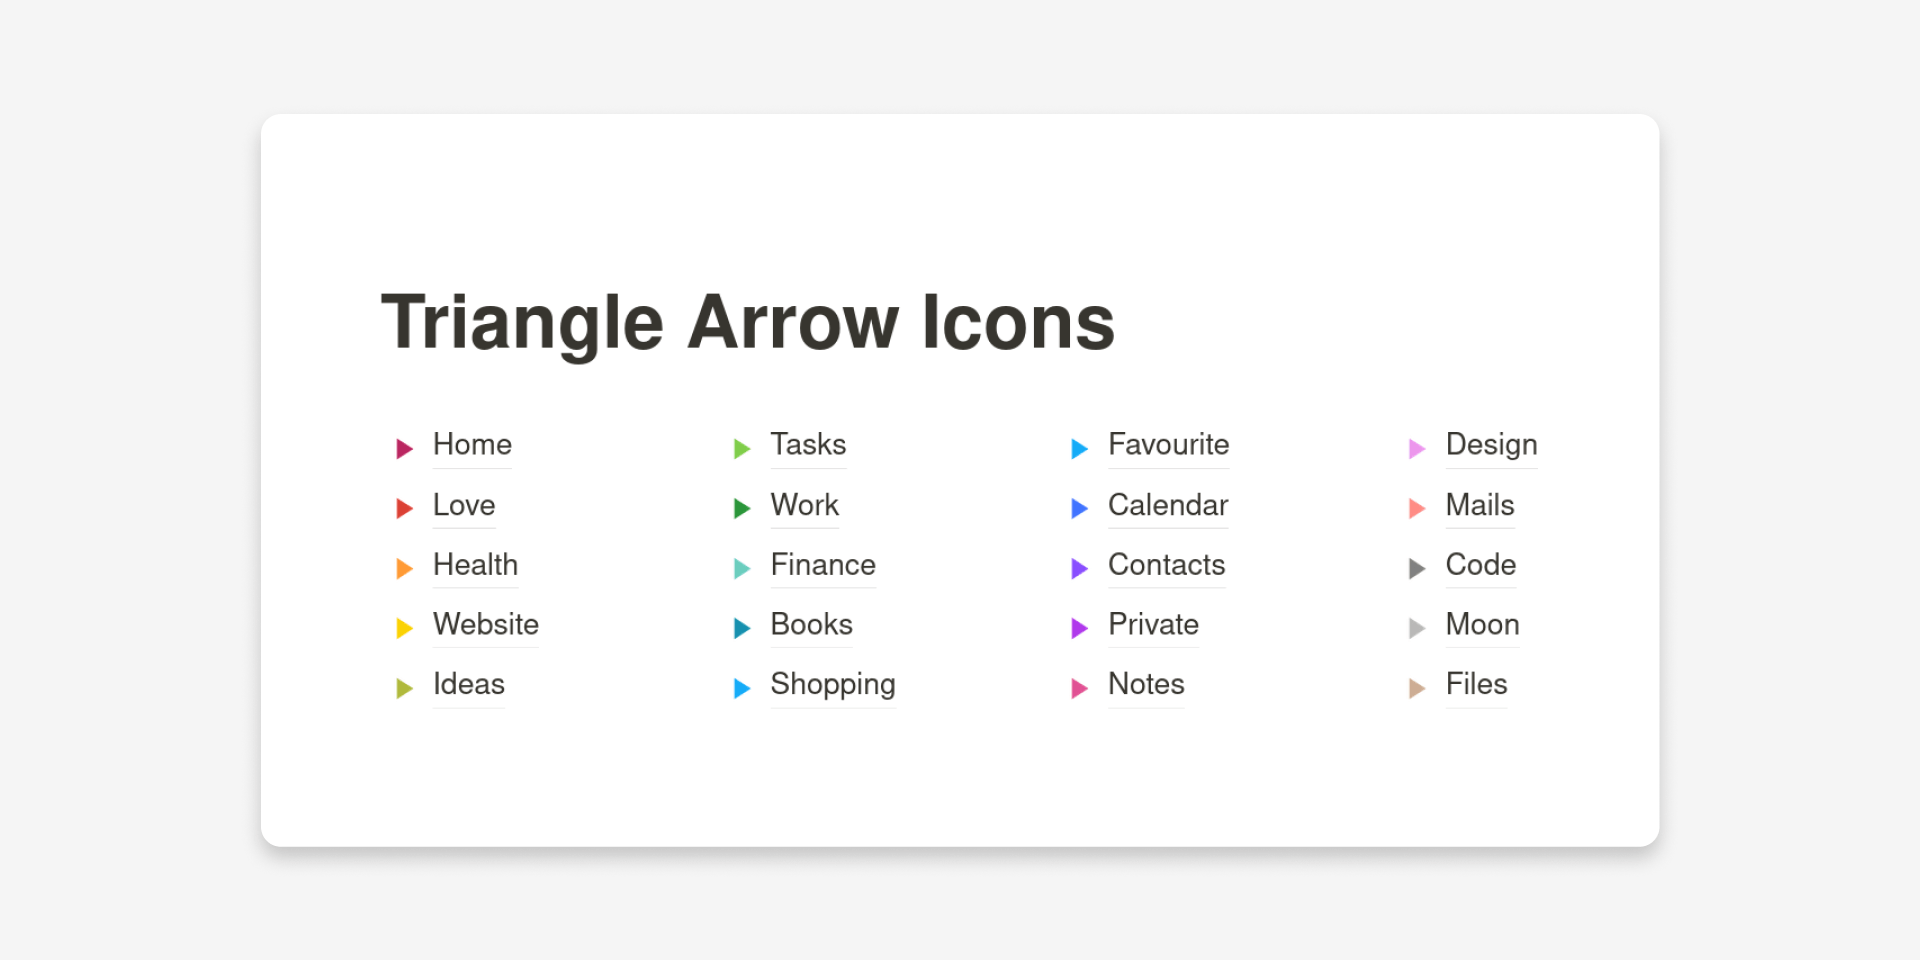 Triangle Arrow Icons
Home
Love
Health
Website
Ideas
Tasks
Work
Finance
Books
Shopping
Favourite
Calendar
Contacts
Private
Notes
Design
Mails
Code
Moon
Files